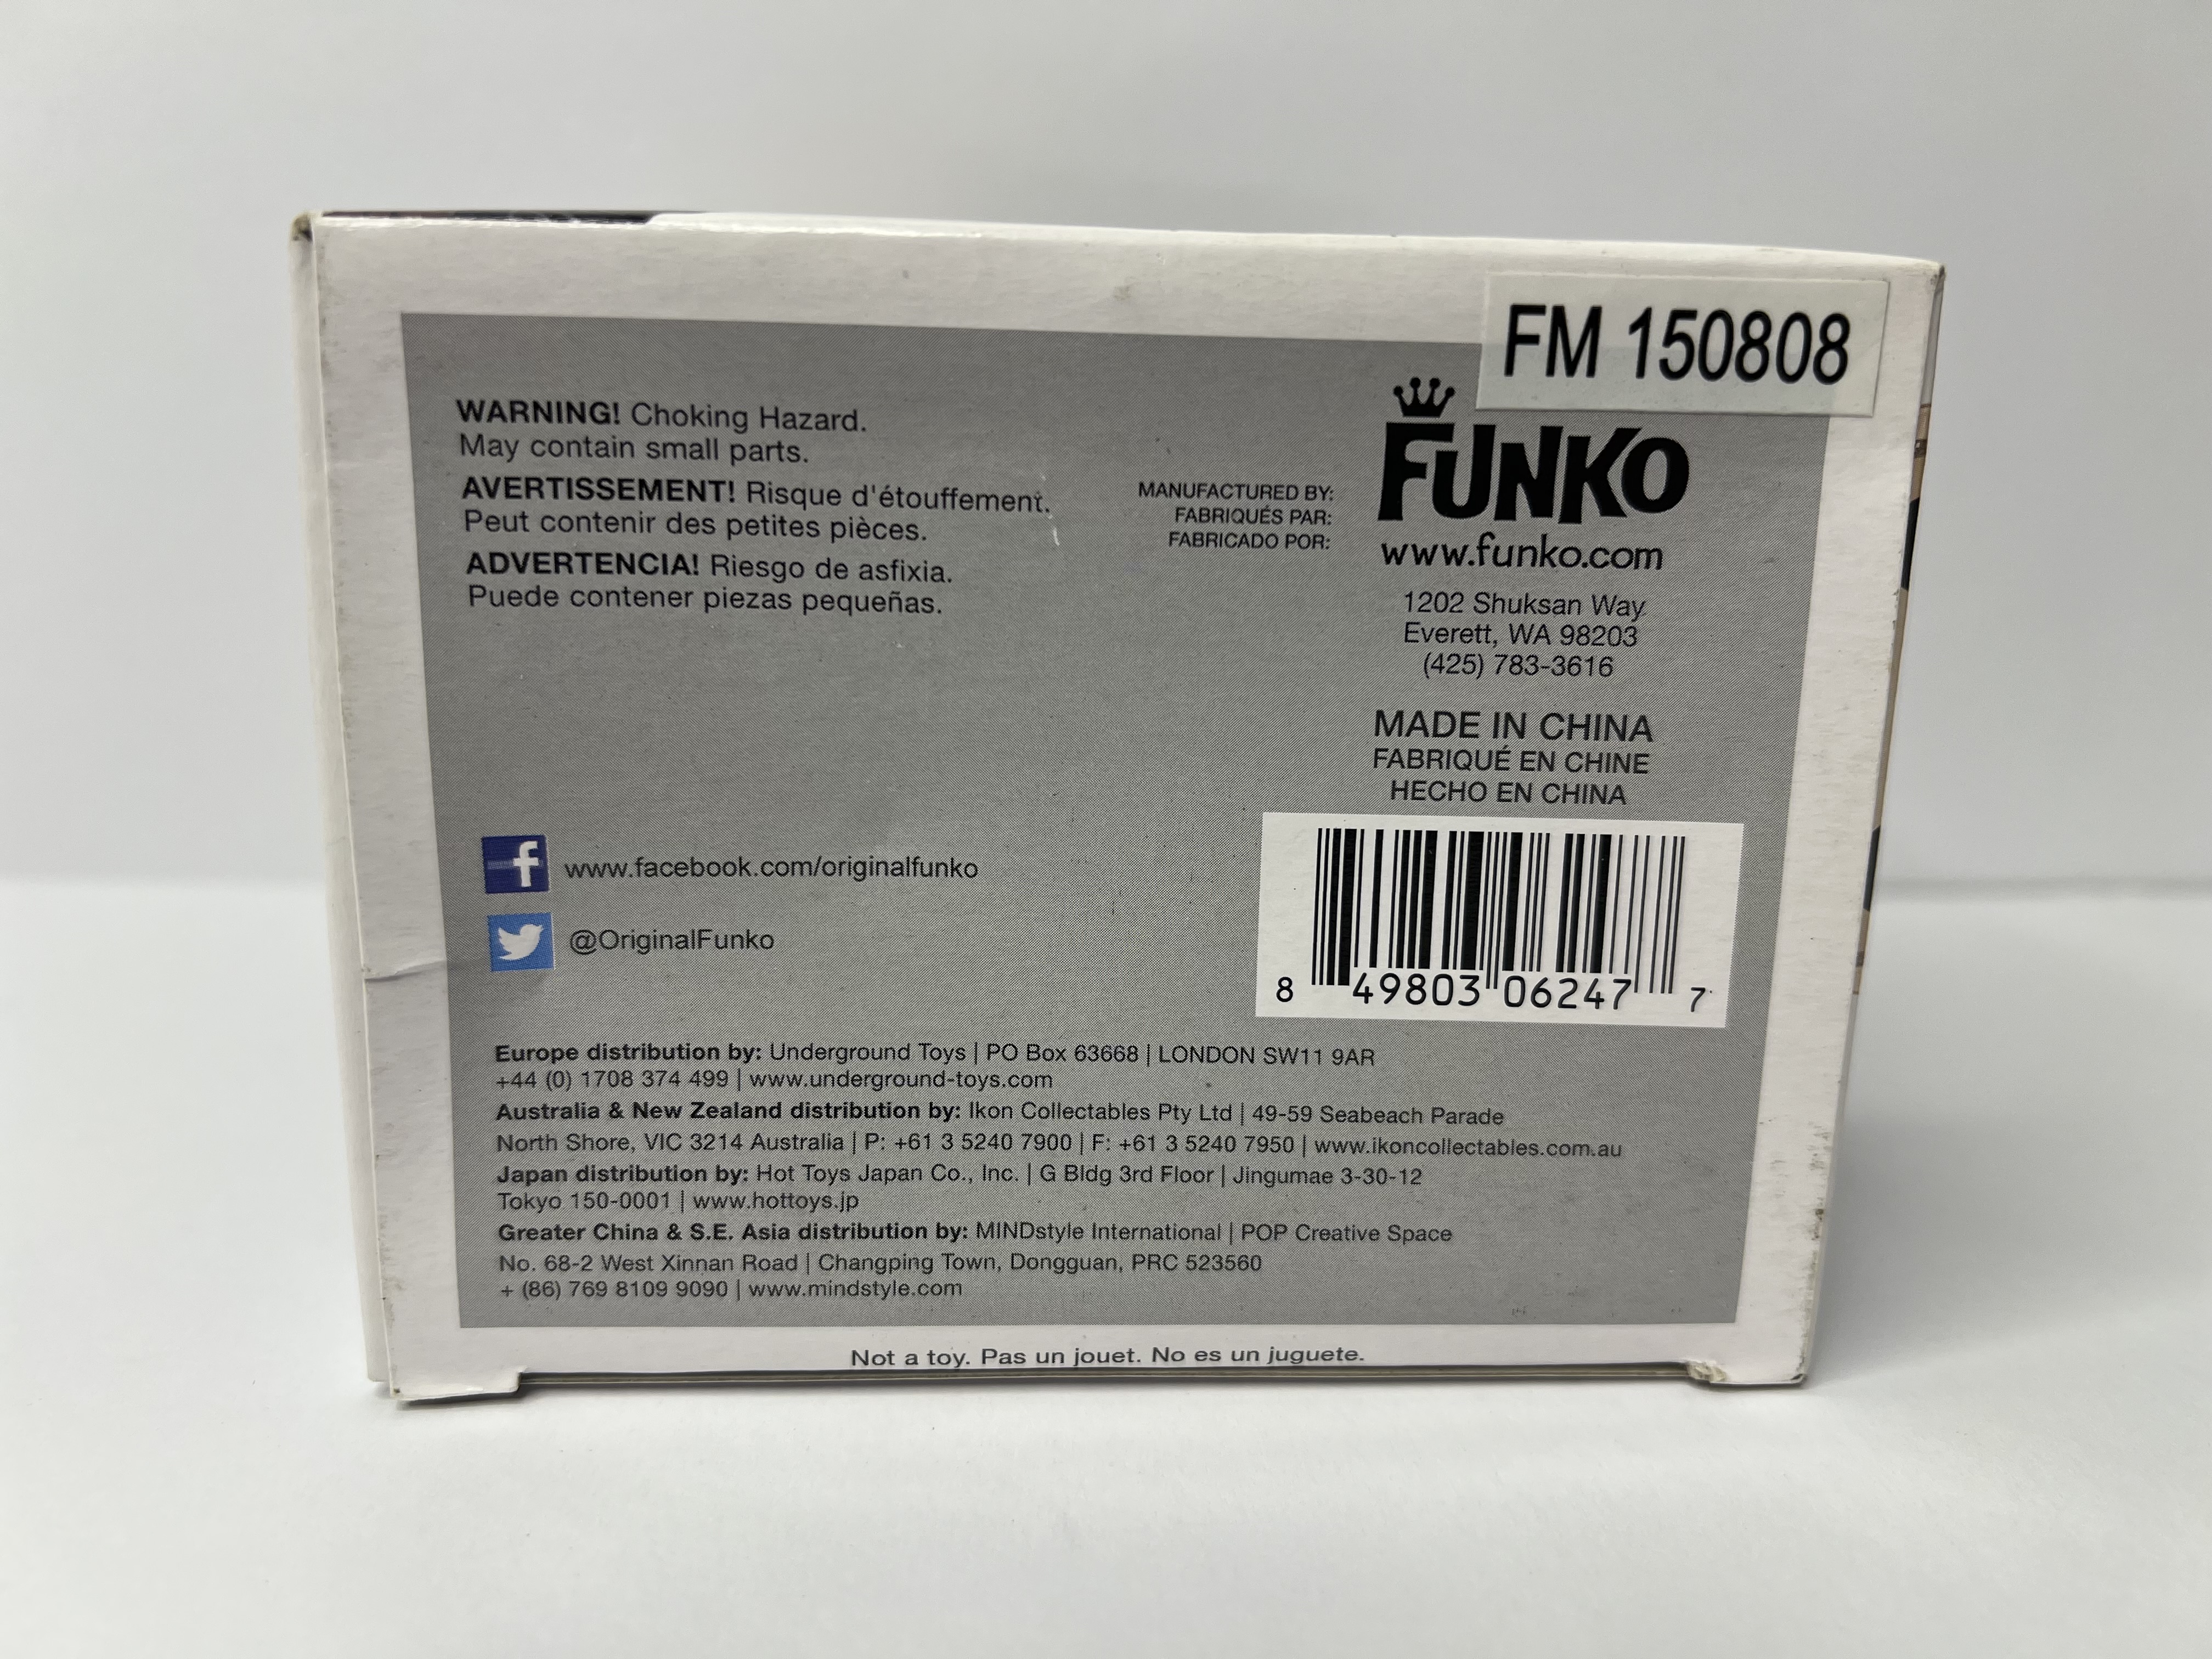 FM 150808
WARNING! Choking Hazard.
May contain small parts.
AVERTISSEMENT! Risque d'étouffement.
Peut contenir des petites pièces.
ADVERTENCIA! Riesgo de asfixia.
Puede contener piezas pequeñas.
MANUFACTURED BY:
FABRIQUÉS PAR:
FABRICADO POR:
FUNKO
www.funko.com
1202 Shuksan Way
Everett, WA 98203
(425) 783-3616
MADE IN CHINA
FABRIQUÉ EN CHINE
HECHO EN CHINA
f www.facebook.com/originalfunko
@OriginalFunko
8 49803 06247 7
Europe distribution by: Underground Toys | PO Box 63668 | LONDON SW11 9AR
+44 (0) 1708 374 499 | www.underground-toys.com
Australia & New Zealand distribution by: Ikon Collectables Pty Ltd | 49-59 Seabeach Parade
North Shore, VIC 3214 Australia | P: +61 3 5240 7900 | F: +61 3 5240 7950 | www.ikoncollectables.com.au
Japan distribution by: Hot Toys Japan Co., Inc. | G Bldg 3rd Floor | Jingumae 3-30-12
Tokyo 150-0001 | www.hottoys.jp
Greater China & S.E. Asia distribution by: MINDstyle International | POP Creative Space
No. 68-2 West Xinnan Road | Changping Town, Dongguan, PRC 523560
+ (86) 769 8109 9090 | www.mindstyle.com
Not a toy. Pas un jouet. No es un juguete.